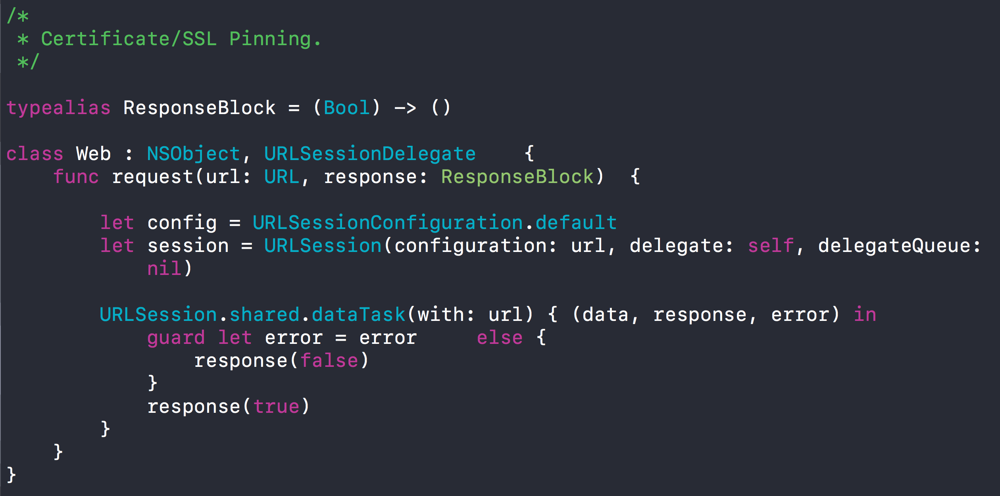 /*
 * Certificate/SSL Pinning.
 */
typealias ResponseBlock = (Bool) -> ()
class Web : NSObject, URLSessionDelegate    {
    func request(url: URL, response: ResponseBlock)  {
        let config = URLSessionConfiguration.default
        let session = URLSession(configuration: url, delegate: self, delegateQueue:
            nil)
        URLSession.shared.dataTask(with: url) { (data, response, error) in
            guard let error = error     else {
                response(false)
            }
            response(true)
        }
    }
}